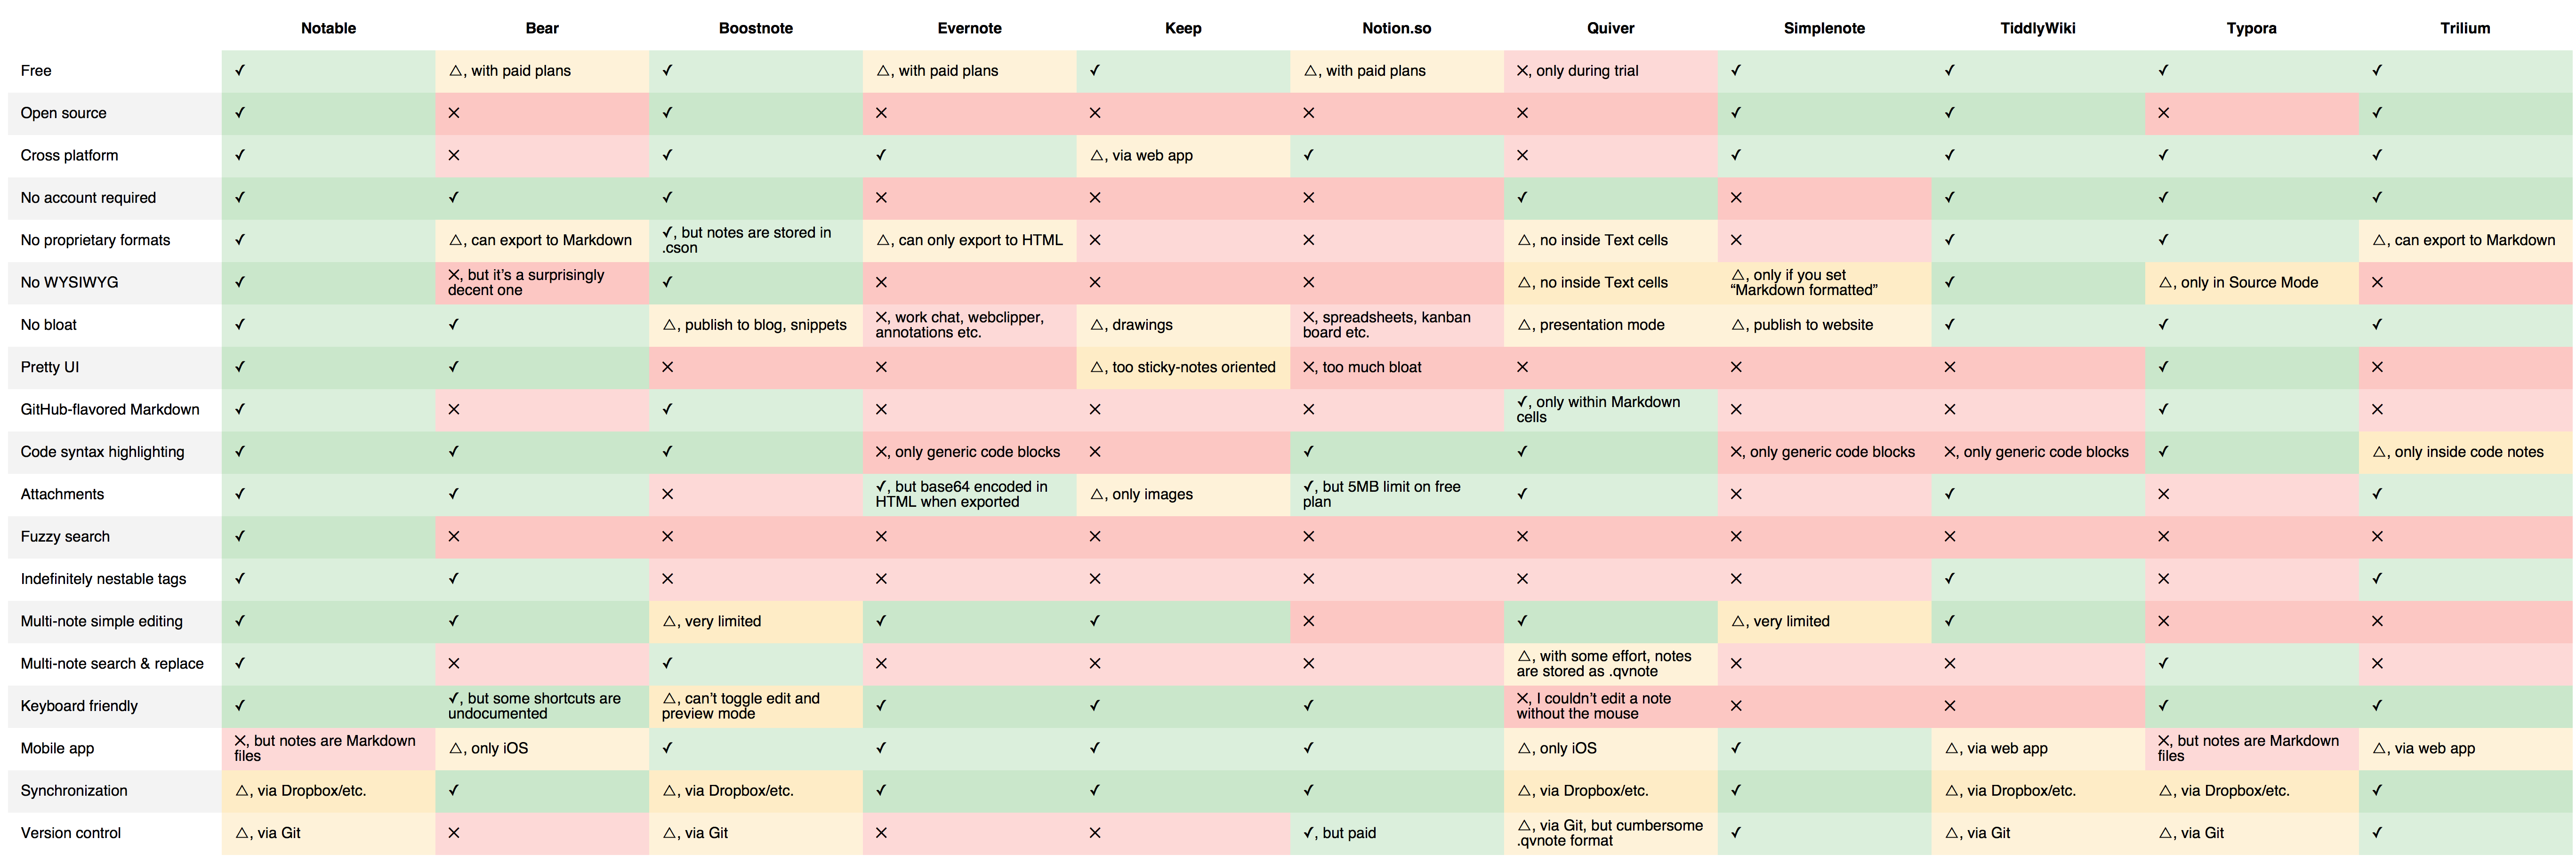 Notable Bear Boostnote Evernote Keep Notion.so Quiver Simplenote TiddlyWiki Typora Trilium
Free ✓ △, with paid plans ✓ △, with paid plans ✓ △, with paid plans ✕, only during trial ✓ ✓ ✓ ✓
Open source ✓ ✕ ✓ ✕ ✕ ✕ ✕ ✓ ✓ ✕ ✓
Cross platform ✓ ✕ ✓ ✓ △, via web app ✓ ✕ ✓ ✓ ✓ ✓
No account required ✓ ✓ ✓ ✕ ✕ ✕ ✓ ✕ ✓ ✓ ✓
No proprietary formats ✓ △, can export to Markdown ✓, but notes are stored in .cson △, can only export to HTML ✕ ✕ △, no inside Text cells ✕ ✓ ✓ △, can export to Markdown
No WYSIWYG ✓ ✕, but it’s a surprisingly decent one ✓ ✕ ✕ ✕ △, no inside Text cells △, only if you set “Markdown formatted” ✓ △, only in Source Mode ✕
No bloat ✓ ✓ △, publish to blog, snippets ✕, work chat, webclipper, annotations etc. △, drawings ✕, spreadsheets, kanban board etc. △, presentation mode △, publish to website ✓ ✓ ✓
Pretty UI ✓ ✓ ✕ ✕ △, too sticky-notes oriented ✕, too much bloat ✕ ✕ ✕ ✓ ✕
GitHub-flavored Markdown ✓ ✕ ✓ ✕ ✕ ✕ ✓, only within Markdown cells ✕ ✕ ✓ ✕
Code syntax highlighting ✓ ✓ ✓ ✕, only generic code blocks ✕ ✓ ✓ ✕, only generic code blocks ✕, only generic code blocks ✓ △, only inside code notes
Attachments ✓ ✓ ✕ ✓, but base64 encoded in HTML when exported △, only images ✓, but 5MB limit on free plan ✓ ✕ ✓ ✕ ✓
Fuzzy search ✓ ✕ ✕ ✕ ✕ ✕ ✕ ✕ ✕ ✕ ✕
Indefinitely nestable tags ✓ ✓ ✕ ✕ ✕ ✕ ✕ ✕ ✓ ✕ ✓
Multi-note simple editing ✓ ✓ △, very limited ✓ ✓ ✕ ✓ △, very limited ✓ ✕ ✕
Multi-note search & replace ✓ ✕ ✓ ✕ ✕ ✕ △, with some effort, notes are stored as .qvnote ✕ ✕ ✓ ✕
Keyboard friendly ✓ ✓, but some shortcuts are undocumented △, can’t toggle edit and preview mode ✓ ✓ ✓ ✕, I couldn’t edit a note without the mouse ✕ ✕ ✓ ✓
Mobile app ✕, but notes are Markdown files △, only iOS ✓ ✓ ✓ ✓ △, only iOS ✓ △, via web app ✕, but notes are Markdown files △, via web app
Synchronization △, via Dropbox/etc. ✓ △, via Dropbox/etc. ✓ ✓ ✓ △, via Dropbox/etc. ✓ △, via Dropbox/etc. △, via Dropbox/etc. ✓
Version control △, via Git ✕ △, via Git ✕ ✕ ✓, but paid △, via Git, but cumbersome .qvnote format ✓ △, via Git △, via Git ✓